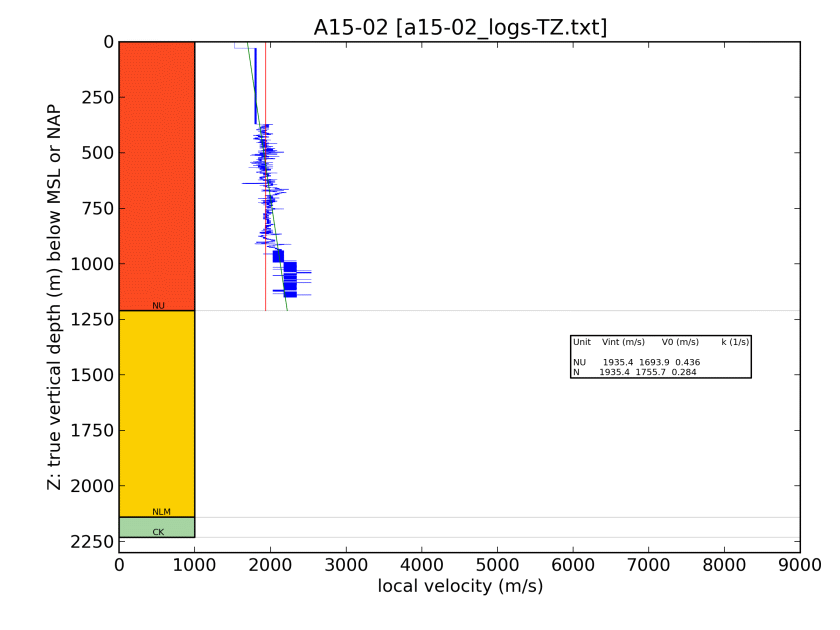 A15-02 [a15-02_logs-TZ.txt]
Z: true vertical depth (m) below MSL or NAP
0
250
500
750
1000
1250
1500
1750
2000
2250
NU
NLM
CK
Unit Vint (m/s) V0 (m/s) k (1/s)
NU 1935.4 1693.9 0.436
N 1935.4 1755.7 0.284
0 1000 2000 3000 4000 5000 6000 7000 8000 9000
local velocity (m/s)